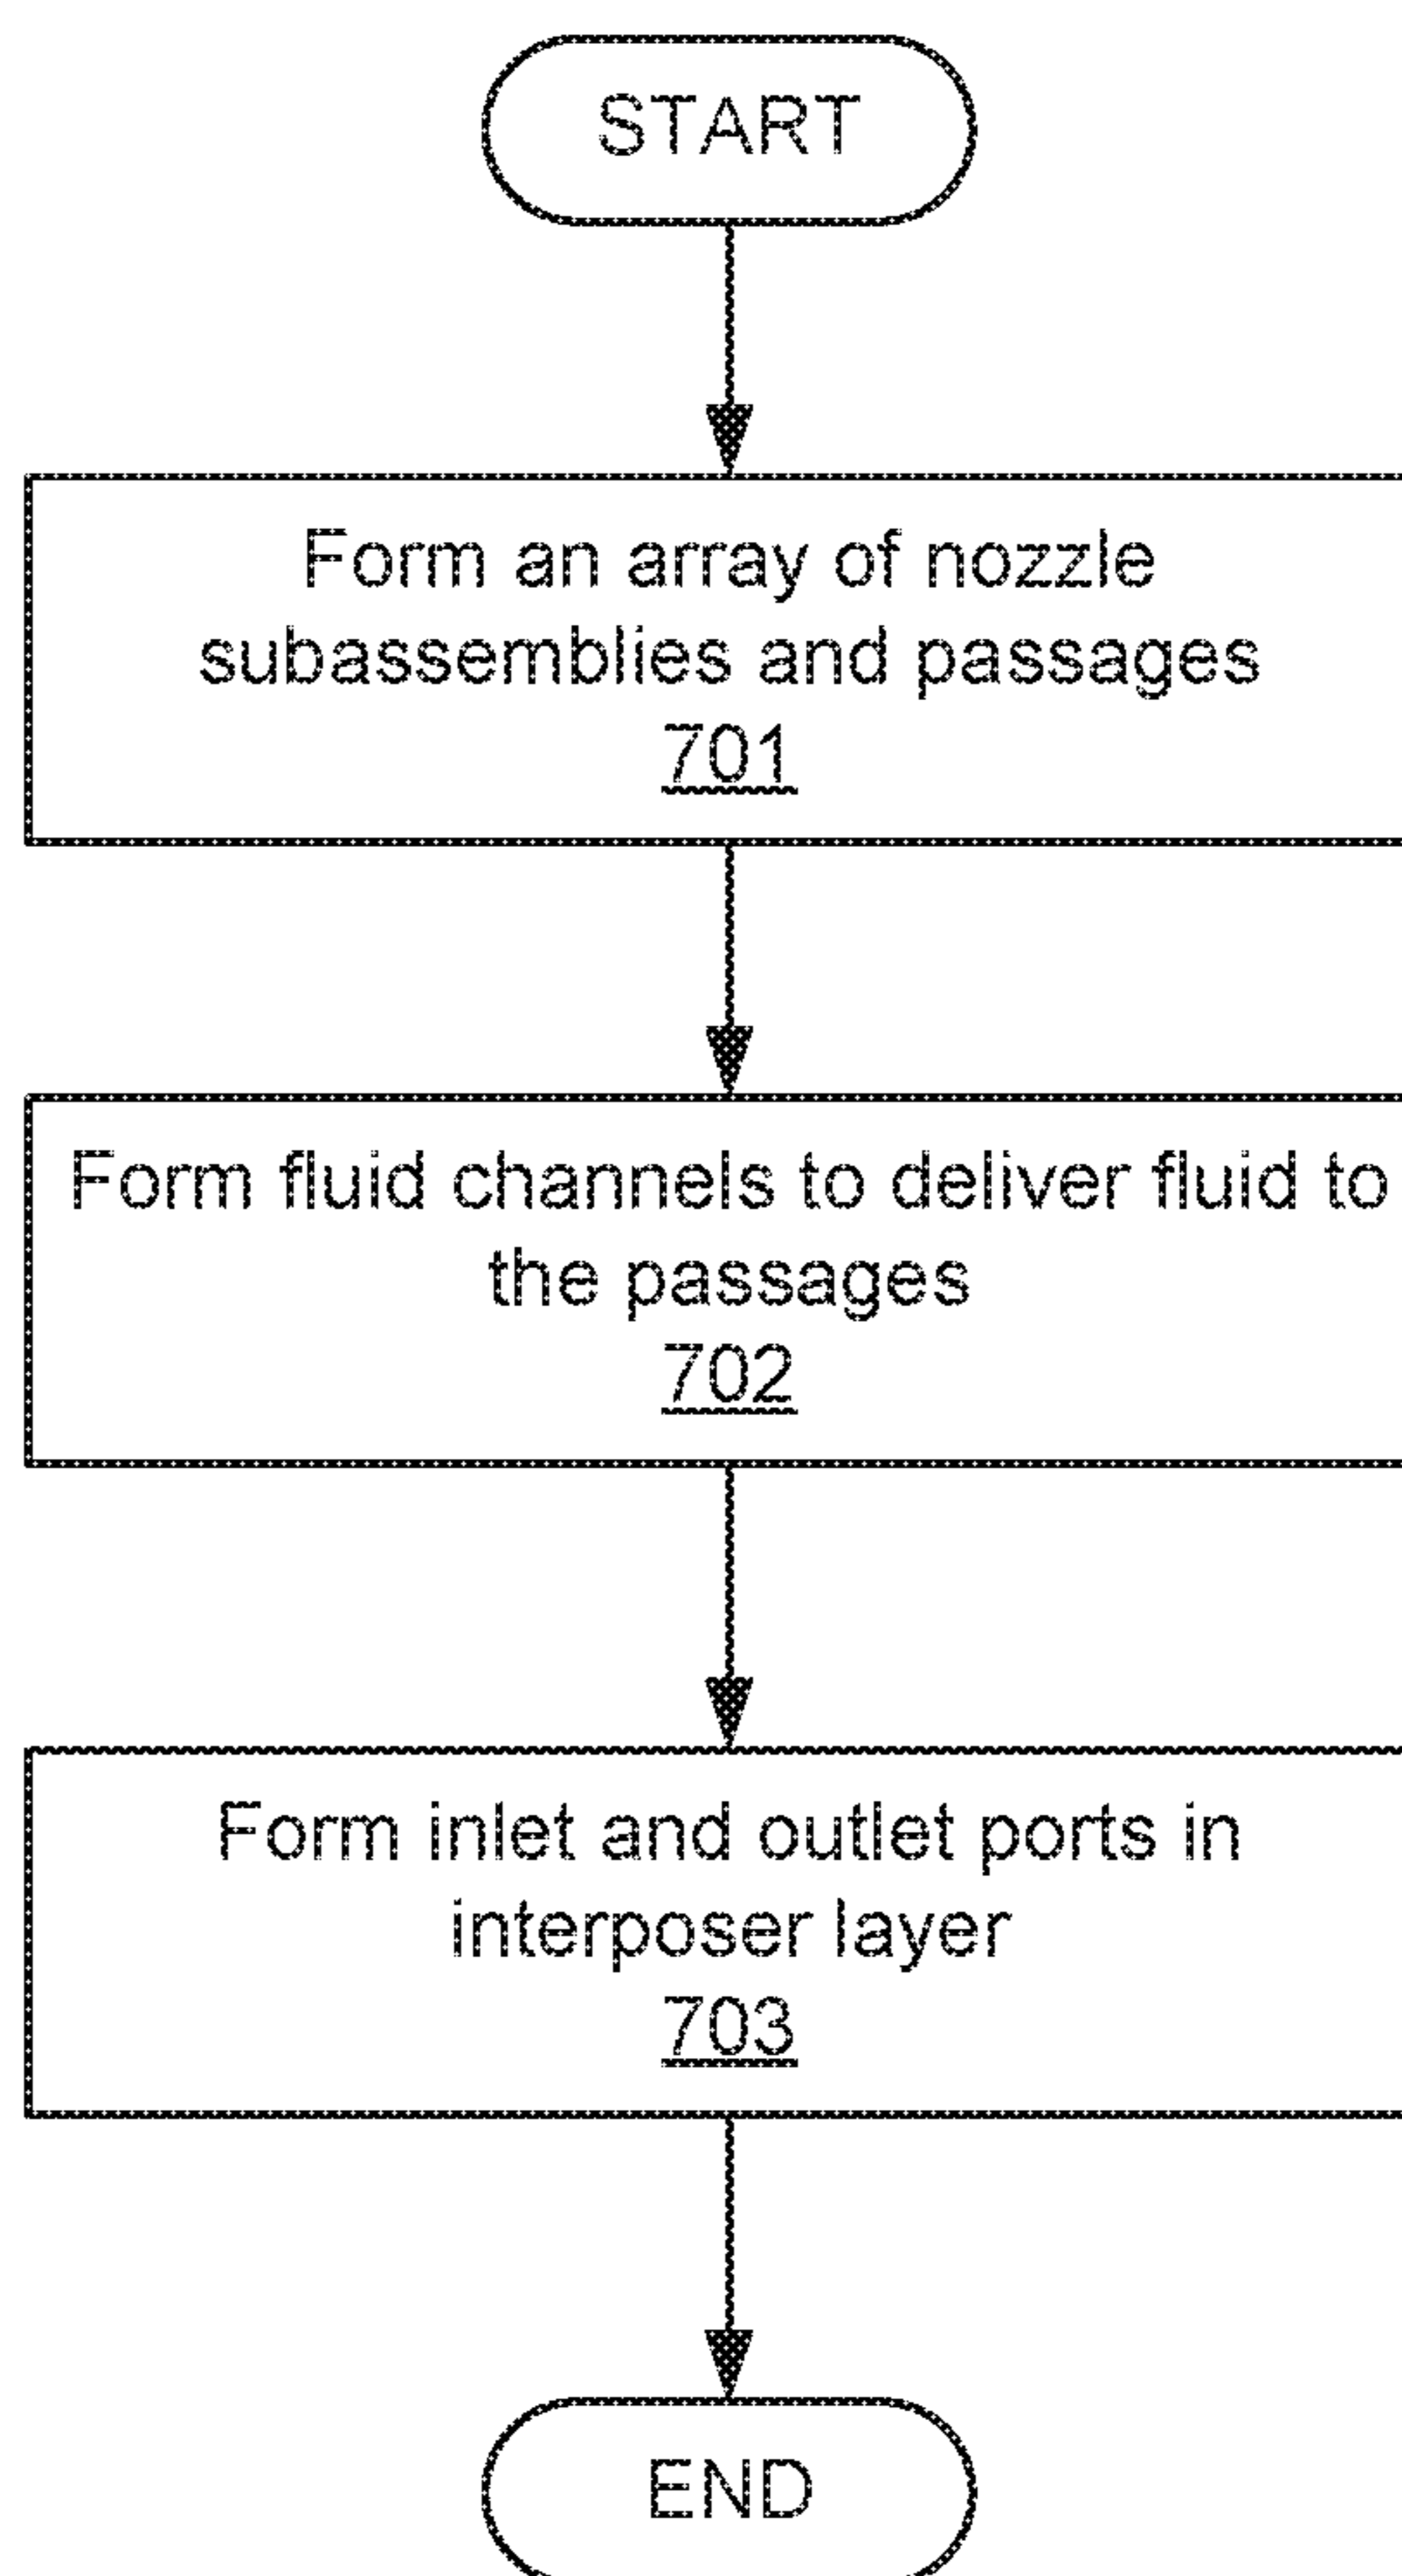 START
Form an array of nozzle
subassemblies and passages
701
Form fluid channels to deliver fluid to
the passages
702
Form inlet and outlet ports in
interposer layer
703
END